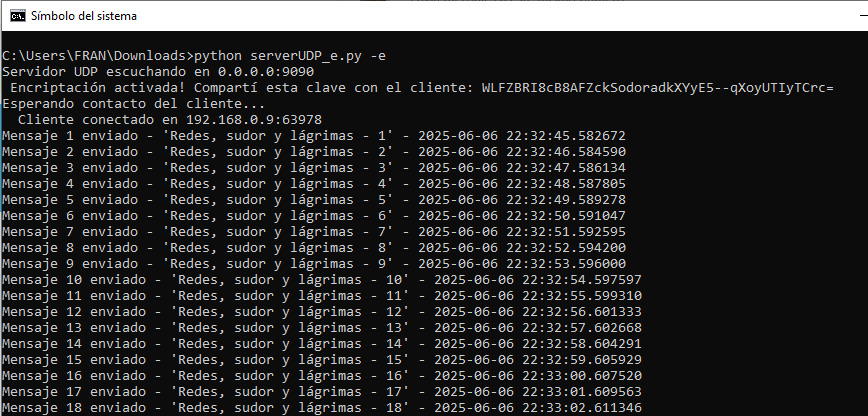 Símbolo del sistema
C:\Users\FRAN\Downloads>python serverUDP_e.py -e
Servidor UDP escuchando en 0.0.0.0:9090
Encriptación activada! Compartí esta clave con el cliente: WLFZBRI8cB8AFZckSodoradkXYyE5--qXoyUTIyTCrc=
Esperando contacto del cliente...
Cliente conectado en 192.168.0.9:63978
Mensaje 1 enviado - 'Redes, sudor y lágrimas - 1' - 2025-06-06 22:32:45.582672
Mensaje 2 enviado - 'Redes, sudor y lágrimas - 2' - 2025-06-06 22:32:46.584590
Mensaje 3 enviado - 'Redes, sudor y lágrimas - 3' - 2025-06-06 22:32:47.586134
Mensaje 4 enviado - 'Redes, sudor y lágrimas - 4' - 2025-06-06 22:32:48.587805
Mensaje 5 enviado - 'Redes, sudor y lágrimas - 5' - 2025-06-06 22:32:49.589278
Mensaje 6 enviado - 'Redes, sudor y lágrimas - 6' - 2025-06-06 22:32:50.591047
Mensaje 7 enviado - 'Redes, sudor y lágrimas - 7' - 2025-06-06 22:32:51.592595
Mensaje 8 enviado - 'Redes, sudor y lágrimas - 8' - 2025-06-06 22:32:52.594200
Mensaje 9 enviado - 'Redes, sudor y lágrimas - 9' - 2025-06-06 22:32:53.596000
Mensaje 10 enviado - 'Redes, sudor y lágrimas - 10' - 2025-06-06 22:32:54.597597
Mensaje 11 enviado - 'Redes, sudor y lágrimas - 11' - 2025-06-06 22:32:55.599310
Mensaje 12 enviado - 'Redes, sudor y lágrimas - 12' - 2025-06-06 22:32:56.601333
Mensaje 13 enviado - 'Redes, sudor y lágrimas - 13' - 2025-06-06 22:32:57.602668
Mensaje 14 enviado - 'Redes, sudor y lágrimas - 14' - 2025-06-06 22:32:58.604291
Mensaje 15 enviado - 'Redes, sudor y lágrimas - 15' - 2025-06-06 22:32:59.605929
Mensaje 16 enviado - 'Redes, sudor y lágrimas - 16' - 2025-06-06 22:33:00.607520
Mensaje 17 enviado - 'Redes, sudor y lágrimas - 17' - 2025-06-06 22:33:01.609563
Mensaje 18 enviado - 'Redes, sudor y lágrimas - 18' - 2025-06-06 22:33:02.611346